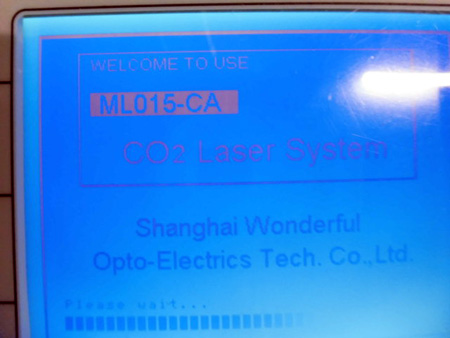 WELCOME TO USE
ML015-CA
CO2 Laser System
Shanghai Wonderful
Opto-Electrics Tech. Co.,Ltd.
Please wait...